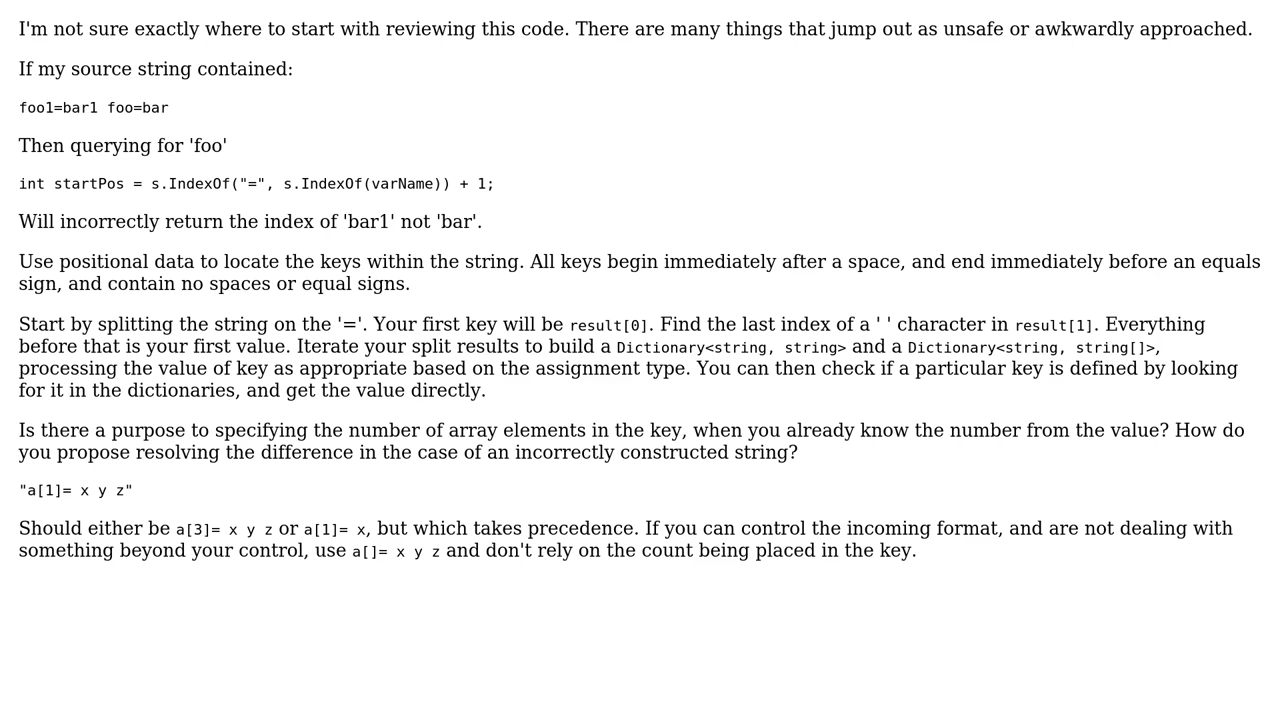 I'm not sure exactly where to start with reviewing this code. There are many things that jump out as unsafe or awkwardly approached.
If my source string contained:
foo1=bar1 foo=bar
Then querying for 'foo'
int startPos = s.IndexOf("=", s.IndexOf(varName)) + 1;
Will incorrectly return the index of 'bar1' not 'bar'.
Use positional data to locate the keys within the string. All keys begin immediately after a space, and end immediately before an equals
sign, and contain no spaces or equal signs.
Start by splitting the string on the '='. Your first key will be result[0]. Find the last index of a ' ' character in result[1]. Everything
before that is your first value. Iterate your split results to build a Dictionary<string, string> and a Dictionary<string, string[]>,
processing the value of key as appropriate based on the assignment type. You can then check if a particular key is defined by looking
for it in the dictionaries, and get the value directly.
Is there a purpose to specifying the number of array elements in the key, when you already know the number from the value? How do
you propose resolving the difference in the case of an incorrectly constructed string?
"a[1]= x y z"
Should either be a[3]= x y z or a[1]= x, but which takes precedence. If you can control the incoming format, and are not dealing with
something beyond your control, use a[]= x y z and don't rely on the count being placed in the key.